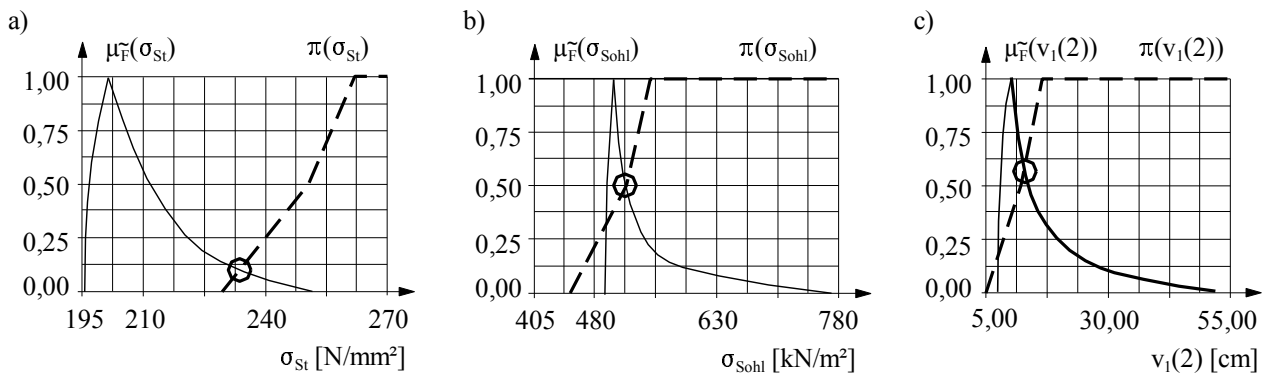 a)
μF̃(σSt) π(σSt)
1,00
0,75
0,50
0,25
0,00
195 210 240 270
σSt [N/mm²]
b)
μF̃(σSohl) π(σSohl)
1,00
0,75
0,50
0,25
0,00
405 480 630 780
σSohl [kN/m²]
c)
μF̃(v1(2)) π(v1(2))
1,00
0,75
0,50
0,25
0,00
5,00 30,00 55,00
v1(2) [cm]